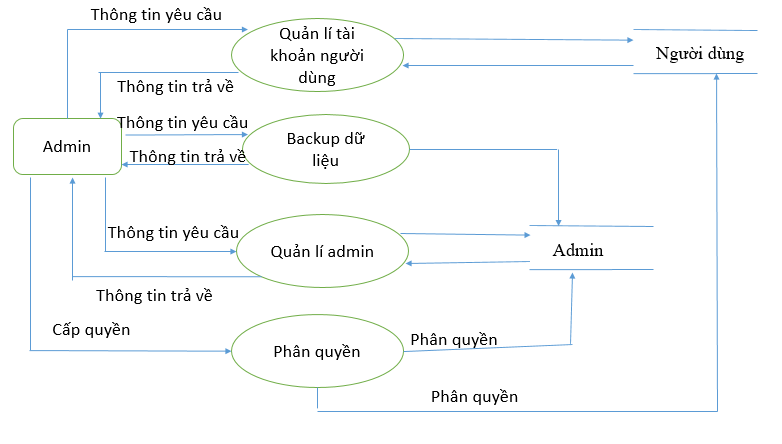 Thông tin yêu cầu
Quản lí tài
khoản người
dùng
Người dùng
Thông tin trả về
Thông tin yêu cầu
Admin
Backup dữ
liệu
Thông tin trả về
Thông tin yêu cầu
Quản lí admin
Admin
Thông tin trả về
Cấp quyền
Phân quyền
Phân quyền
Phân quyền